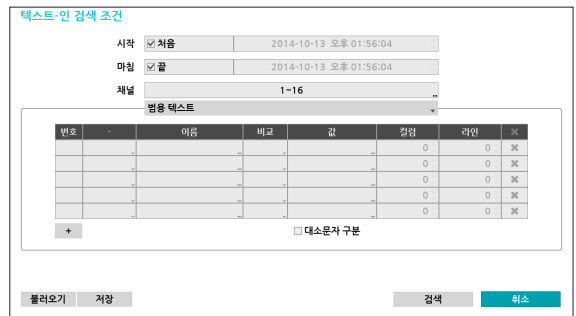 텍스트-인 검색 조건
시작 처음 2014-10-13 오후 01:56:04
마침 끝 2014-10-13 오후 01:56:04
채널 1~16 ..
범용 텍스트
번호 - 이름 비교 값 컬럼 라인
0 0
0 0
0 0
0 0
0 0
+ 대소문자 구분
불러오기 저장 검색 취소